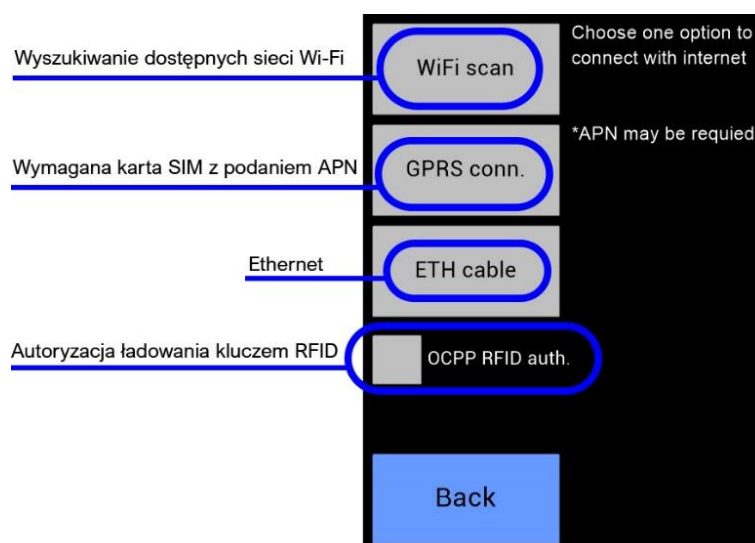 Wyszukiwanie dostępnych sieci Wi-Fi
WiFi scan
Choose one option to
connect with internet
Wymagana karta SIM z podaniem APN
GPRS conn.
*APN may be requied
Ethernet
ETH cable
Autoryzacja ładowania kluczem RFID
OCPP RFID auth.
Back